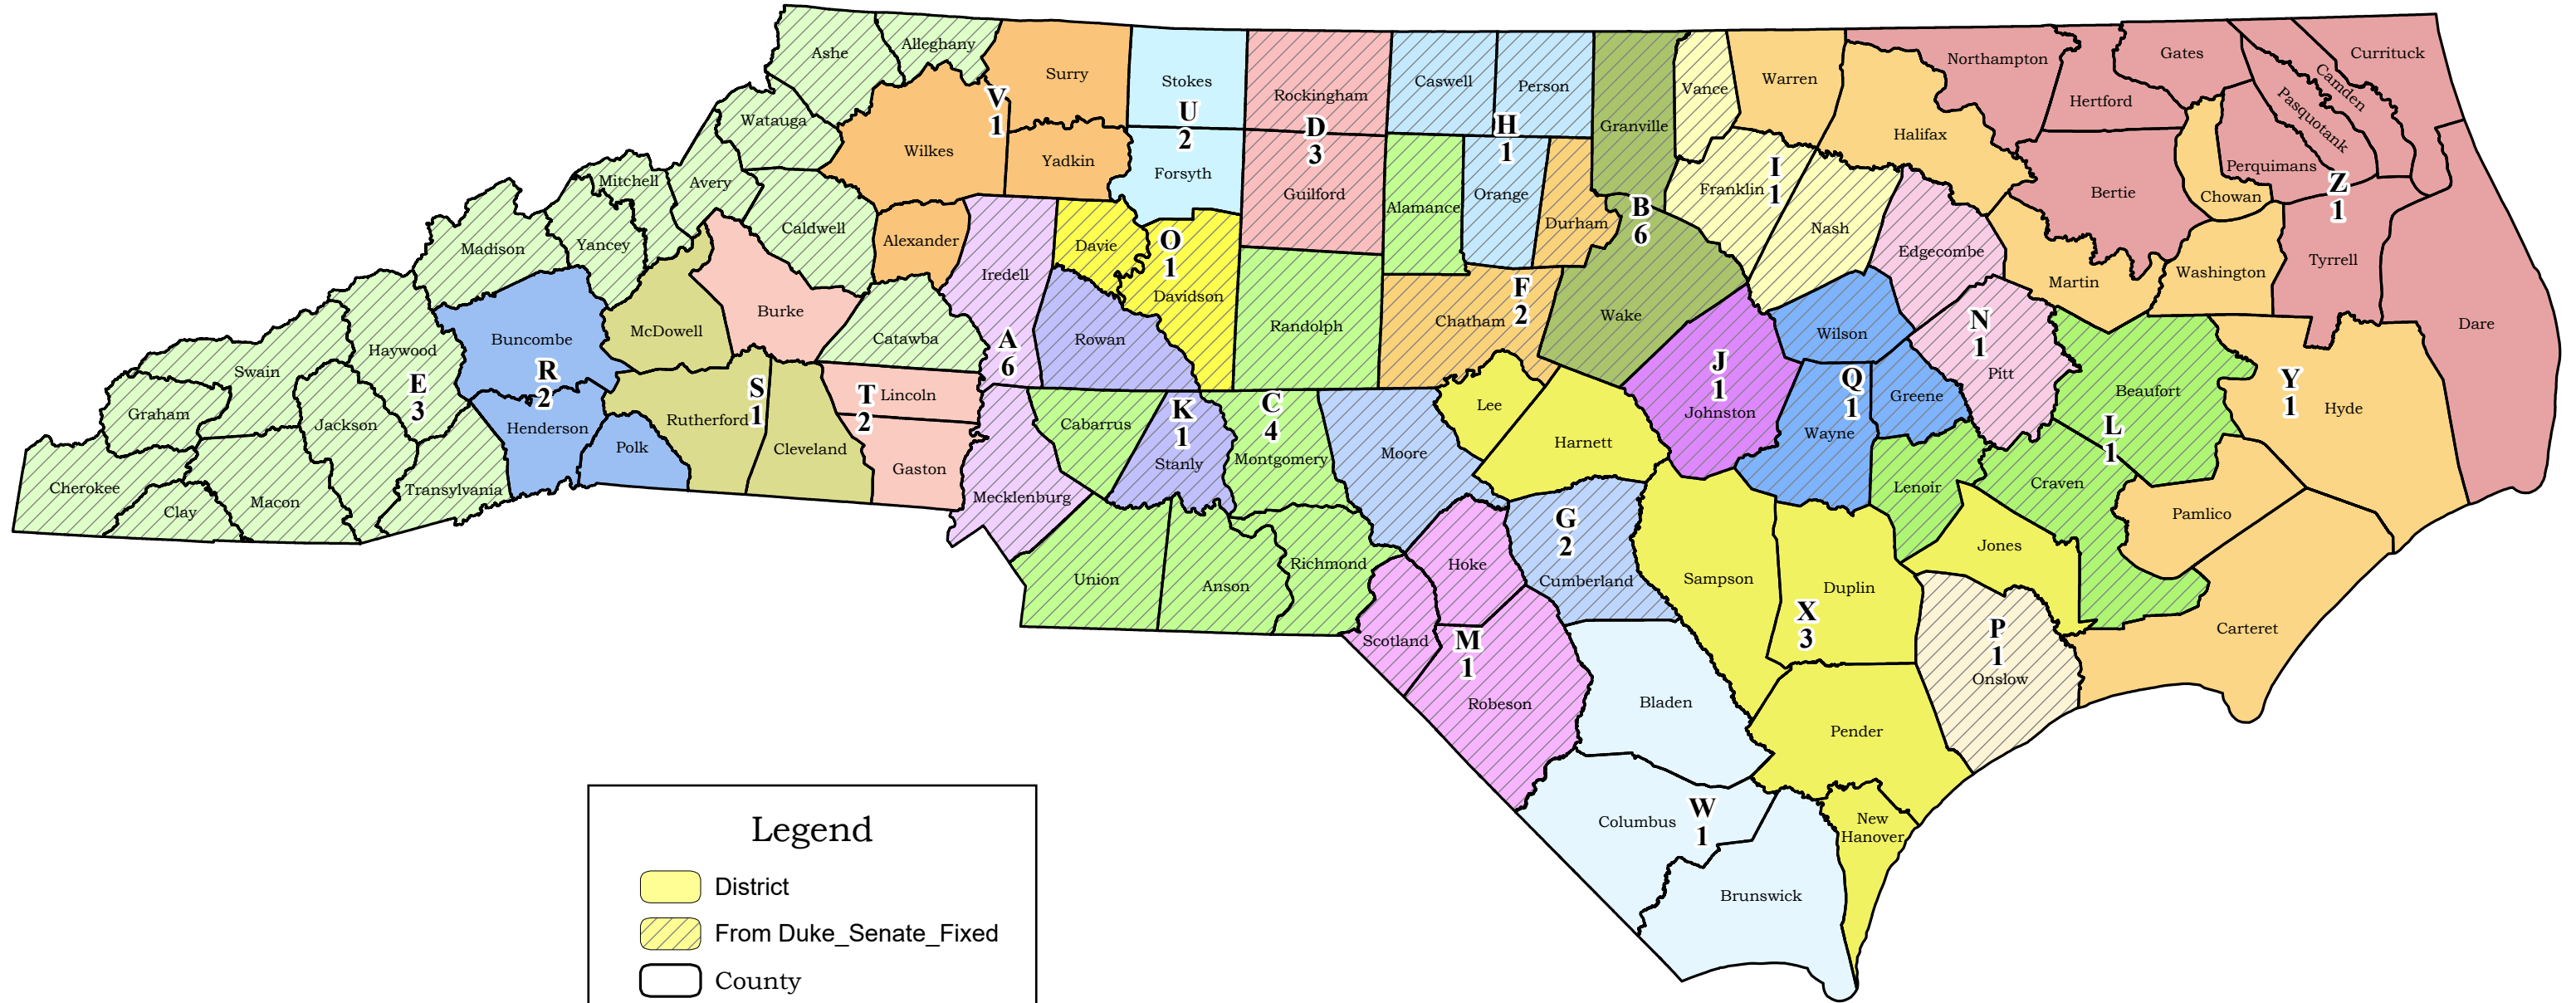 Ashe
Alleghany
Surry
Stokes
Rockingham
Caswell
Person
Granville
Vance
Warren
Northampton
Gates
Currituck
Camden
Pasquotank
Hertford
Halifax
Perquimans
Chowan
Bertie
V
1
U
2
D
3
H
1
I
1
Z
1
Watauga
Wilkes
Yadkin
Forsyth
Guilford
Alamance
Orange
Durham
Franklin
Nash
Edgecombe
Martin
Washington
Tyrrell
Dare
Mitchell
Avery
Caldwell
Alexander
Iredell
Davie
O
1
Davidson
B
6
Madison
Yancey
Burke
McDowell
Catawba
Rowan
Randolph
Chatham
F
2
Wake
Wilson
N
1
Pitt
Beaufort
Y
1
Hyde
Buncombe
Haywood
Swain
Graham
Jackson
E
3
R
2
Henderson
Polk
Rutherford
S
1
Cleveland
T
2
Lincoln
Gaston
A
6
Cabarrus
K
1
Stanly
C
4
Montgomery
Moore
Lee
Harnett
J
1
Johnston
Q
1
Wayne
Greene
L
1
Craven
Lenoir
Pamlico
Cherokee
Clay
Macon
Transylvania
Mecklenburg
Union
Anson
Richmond
Hoke
G
2
Cumberland
Sampson
Duplin
Jones
X
3
P
1
Onslow
Carteret
Scotland
M
1
Robeson
Bladen
Pender
Columbus
W
1
New
Hanover
Brunswick
Legend
District
From Duke_Senate_Fixed
County